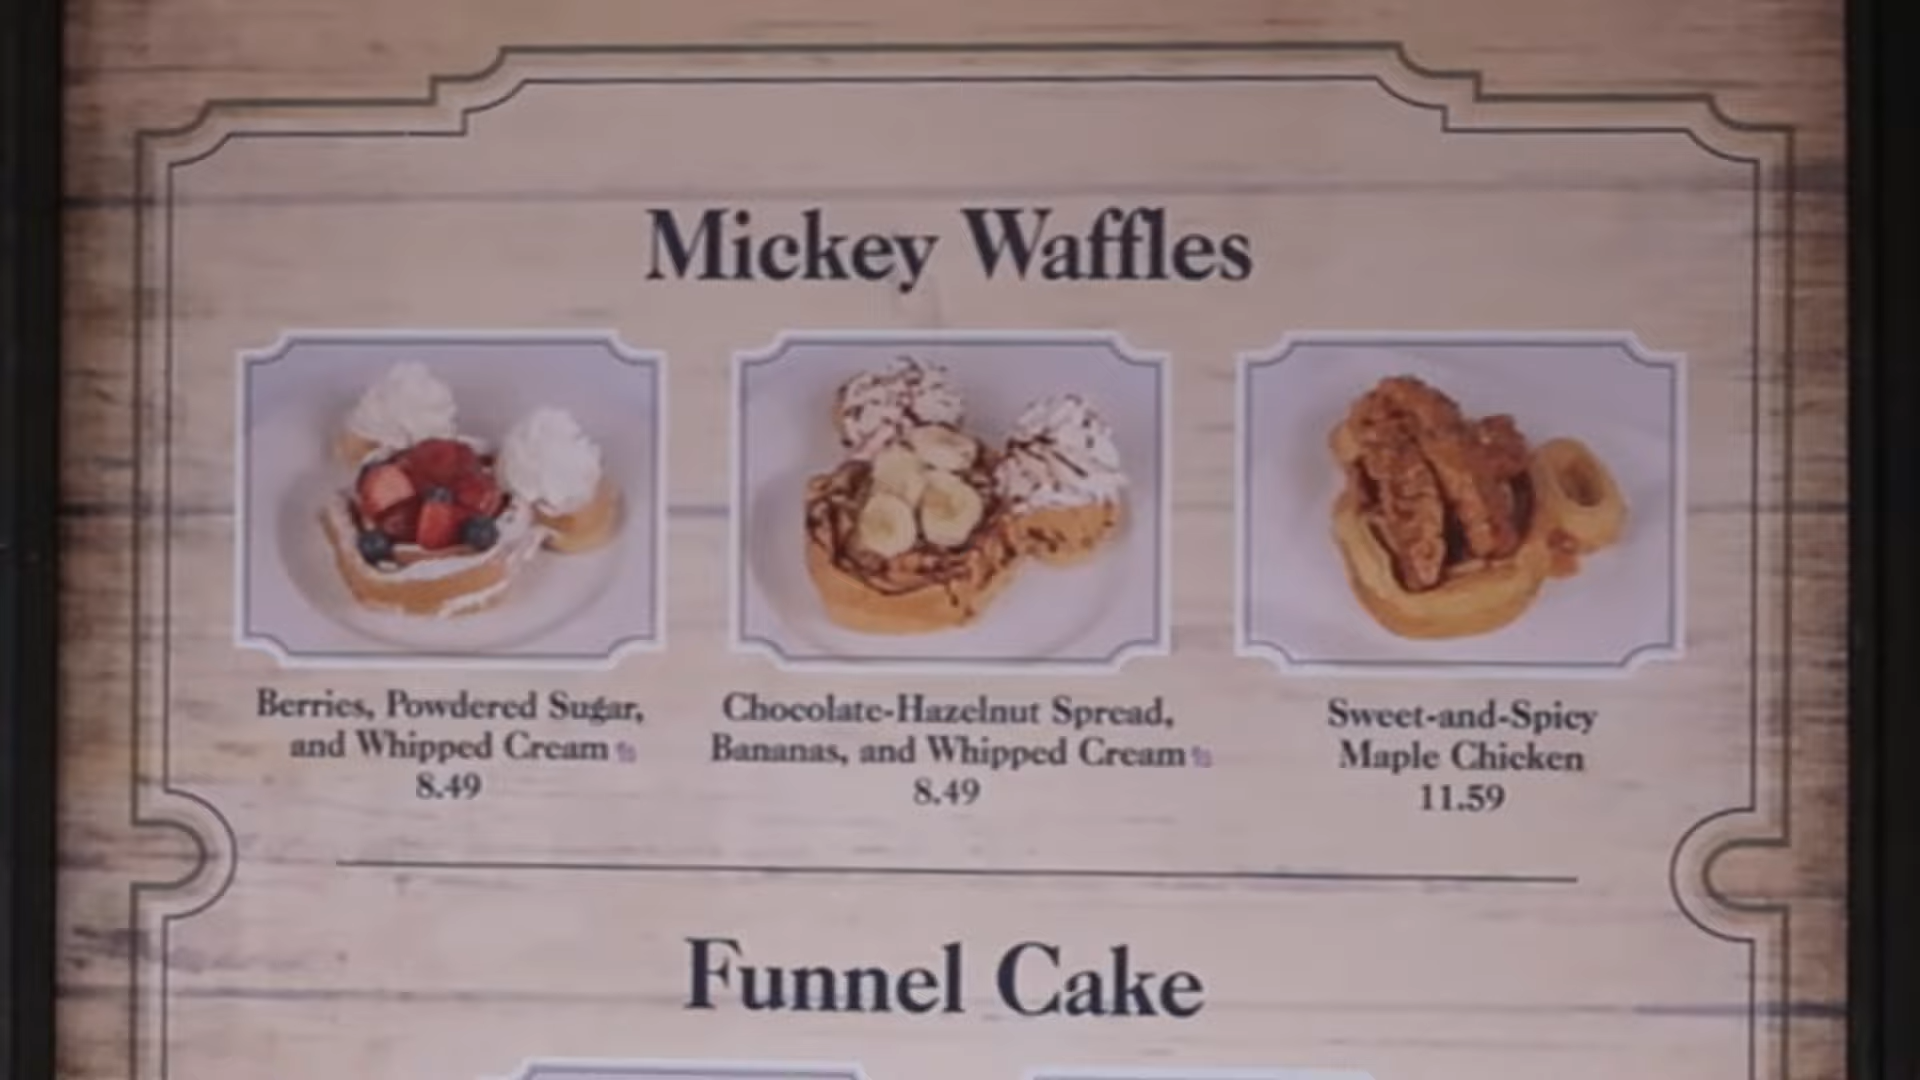 Mickey Waffles
Berries, Powdered Sugar,
and Whipped Cream
8.49
Chocolate-Hazelnut Spread,
Bananas, and Whipped Cream
8.49
Sweet-and-Spicy
Maple Chicken
11.59
Funnel Cake